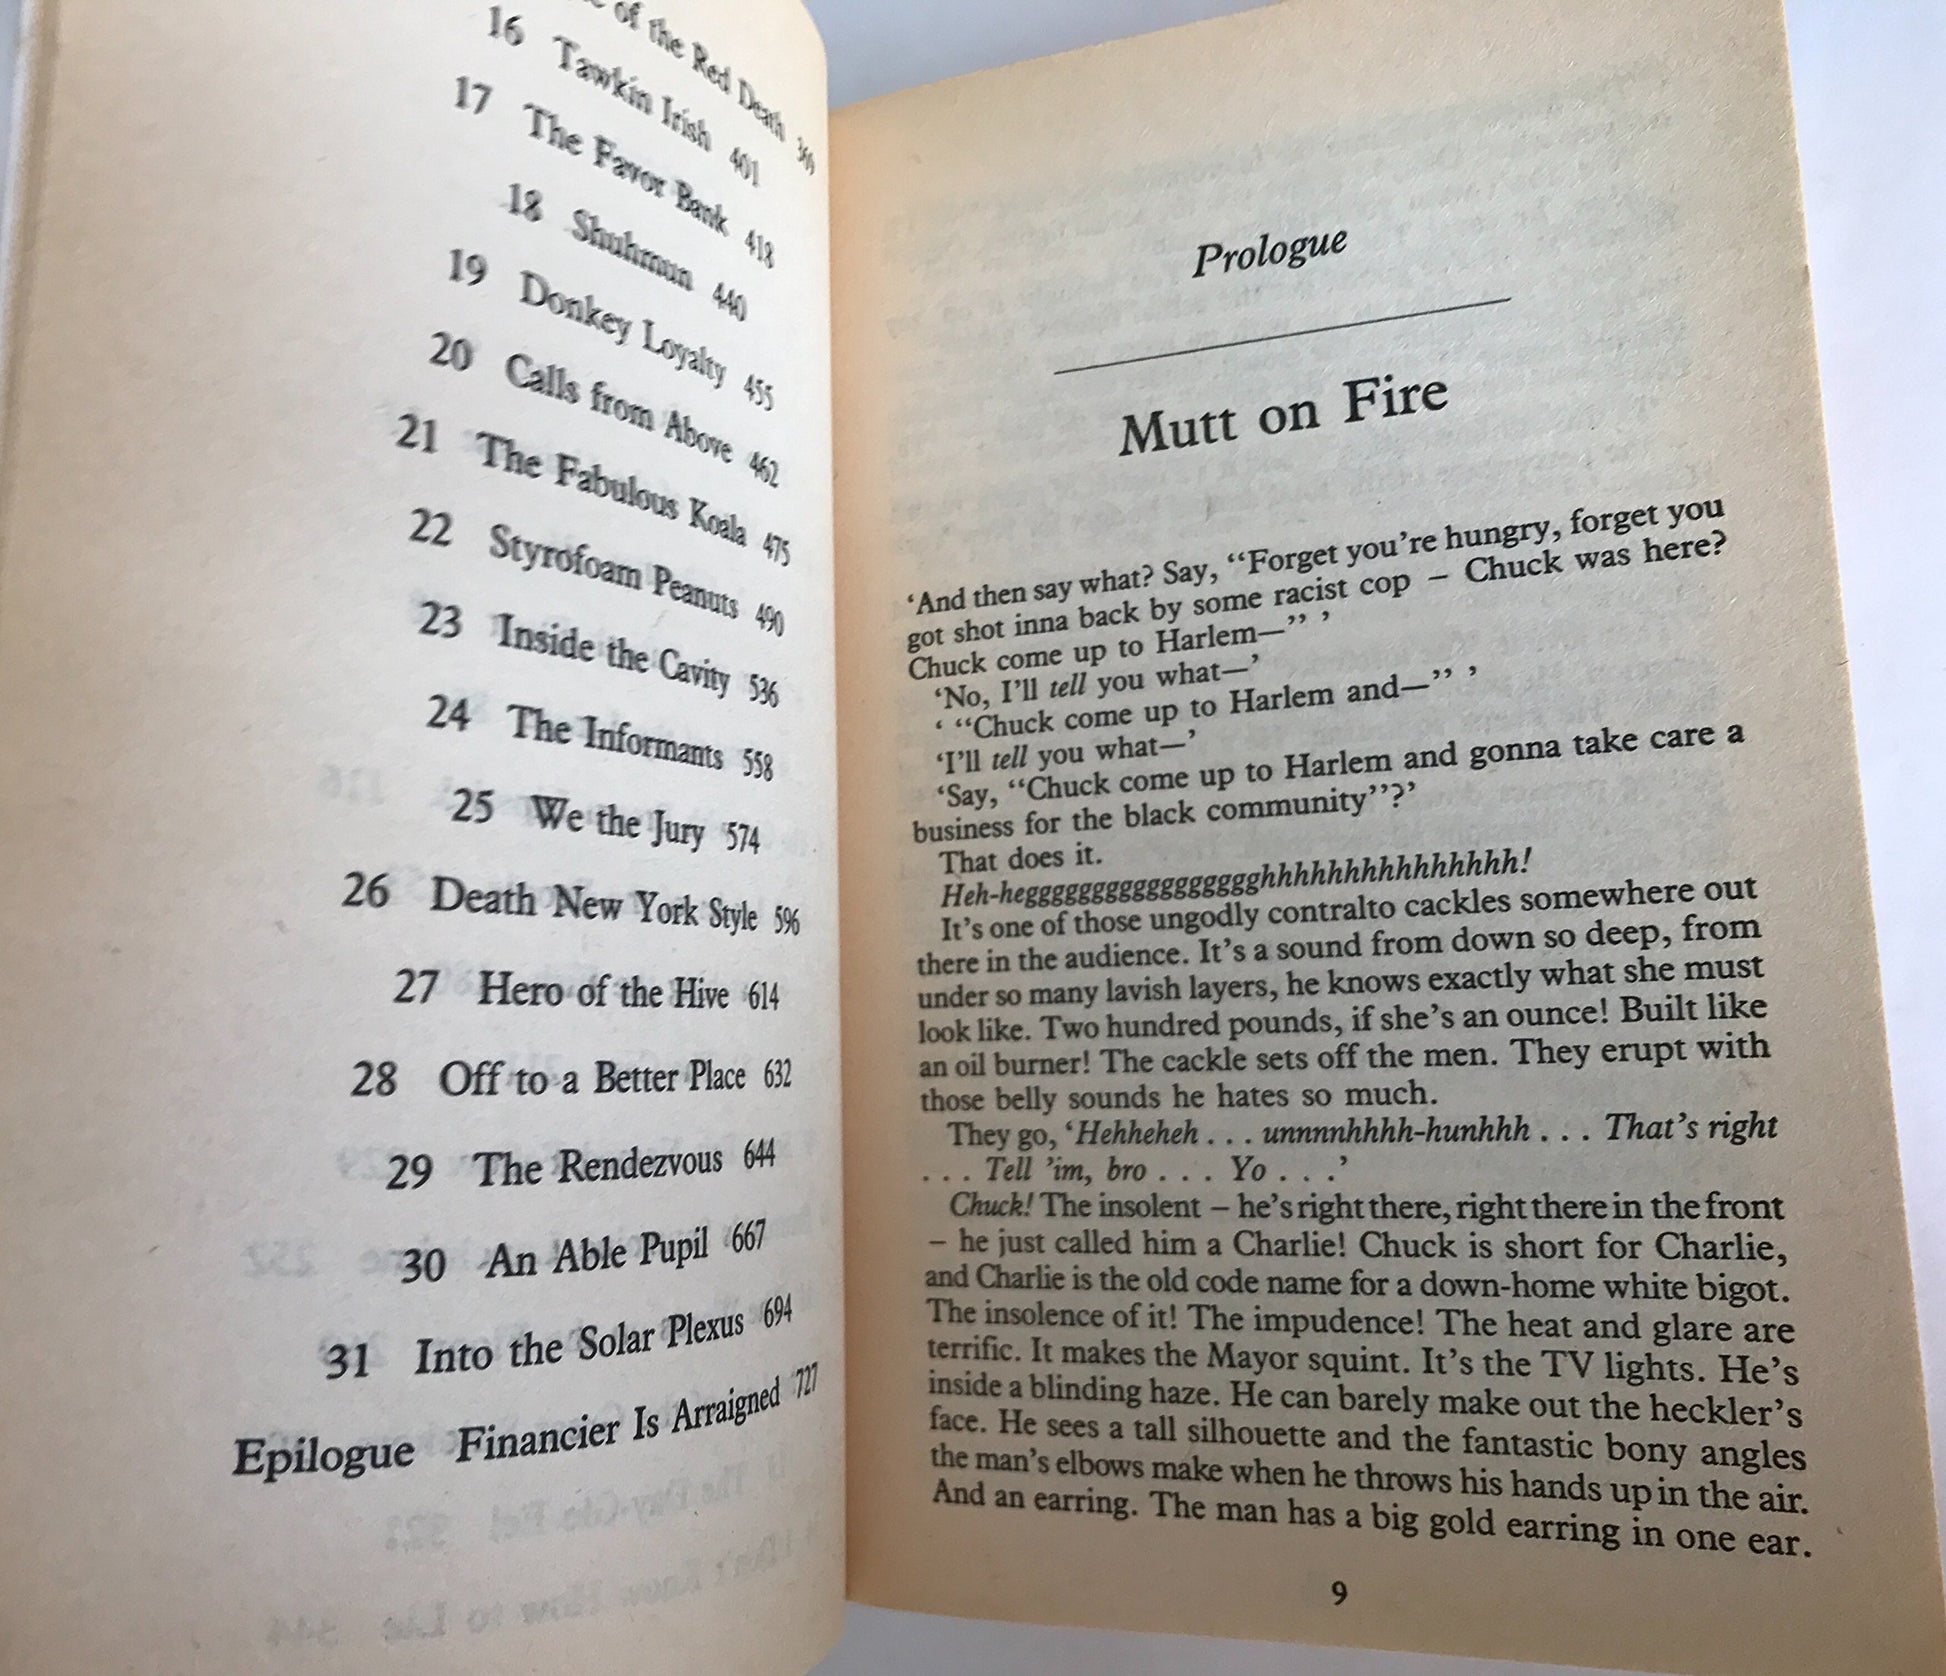 of the Red Death 369
16 Tawkin Irish 401
17 The Favor Bank 418
18 Shuhmun 440
19 Donkey Loyalty 455
20 Calls from Above 462
21 The Fabulous Koala 475
22 Styrofoam Peanuts 490
23 Inside the Cavity 536
24 The Informants 558
25 We the Jury 574
26 Death New York Style 596
27 Hero of the Hive 614
28 Off to a Better Place 632
29 The Rendezvous 644
30 An Able Pupil 667
31 Into the Solar Plexus 694
Epilogue Financier Is Arraigned 727
Prologue
Mutt on Fire
‘And then say what? Say, “Forget you’re hungry, forget you
got shot inna back by some racist cop – Chuck was here?
Chuck come up to Harlem—” ’
‘No, I’ll tell you what—’
‘ “Chuck come up to Harlem and—” ’
‘I’ll tell you what—’
‘Say, “Chuck come up to Harlem and gonna take care a
business for the black community”?’
That does it.
Heh-heggggggggggggggggghhhhhhhhhhhhhhh!
It’s one of those ungodly contralto cackles somewhere out
there in the audience. It’s a sound from down so deep, from
under so many lavish layers, he knows exactly what she must
look like. Two hundred pounds, if she’s an ounce! Built like
an oil burner! The cackle sets off the men. They erupt with
those belly sounds he hates so much.
They go, ‘Hehheheh . . . unnnnhhhh-hunhhh . . . That’s right
. . . Tell ’im, bro . . . Yo . . .’
Chuck! The insolent – he’s right there, right there in the front
– he just called him a Charlie! Chuck is short for Charlie,
and Charlie is the old code name for a down-home white bigot.
The insolence of it! The impudence! The heat and glare are
terrific. It makes the Mayor squint. It’s the TV lights. He’s
inside a blinding haze. He can barely make out the heckler’s
face. He sees a tall silhouette and the fantastic bony angles
the man’s elbows make when he throws his hands up in the air.
And an earring. The man has a big gold earring in one ear.
9